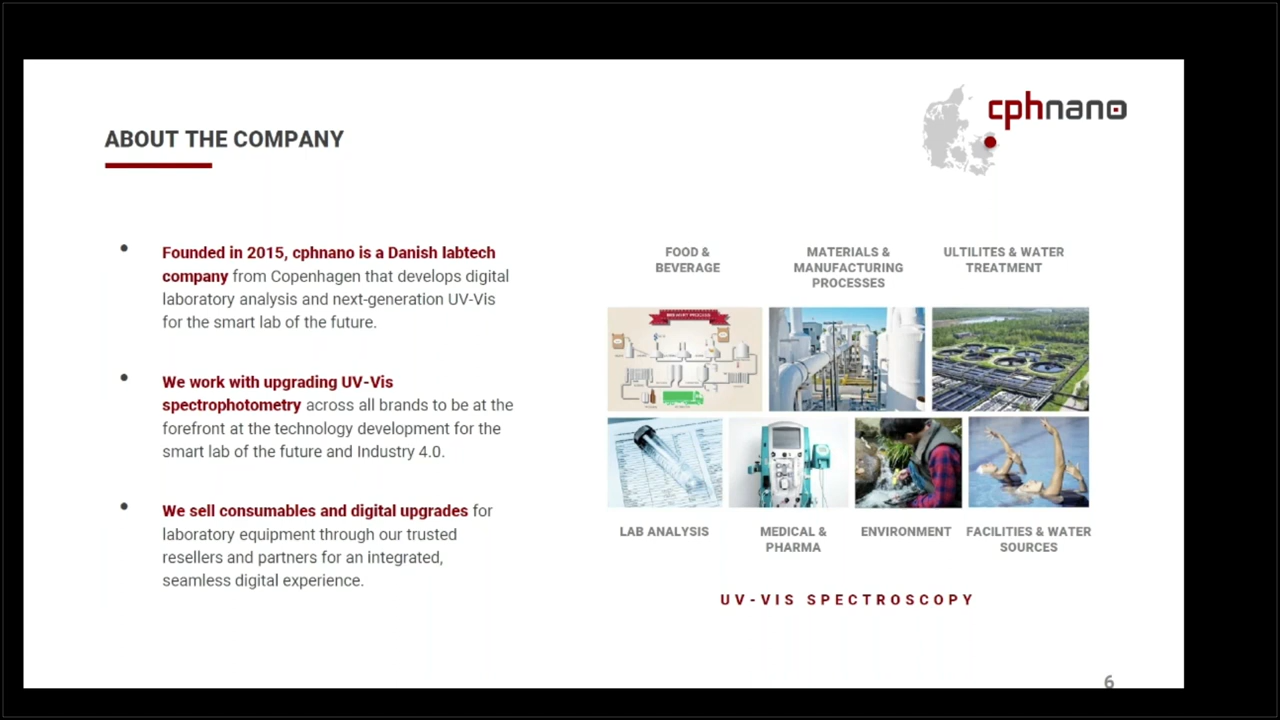 cphnano
ABOUT THE COMPANY
Founded in 2015, cphnano is a Danish labtech
company from Copenhagen that develops digital
laboratory analysis and next-generation UV-Vis
for the smart lab of the future.
We work with upgrading UV-Vis
spectrophotometry across all brands to be at the
forefront at the technology development for the
smart lab of the future and Industry 4.0.
We sell consumables and digital upgrades for
laboratory equipment through our trusted
resellers and partners for an integrated,
seamless digital experience.
FOOD &
BEVERAGE
MATERIALS &
MANUFACTURING
PROCESSES
ULTILITES & WATER
TREATMENT
LAB ANALYSIS
MEDICAL &
PHARMA
ENVIRONMENT
FACILITIES & WATER
SOURCES
UV-VIS SPECTROSCOPY
6